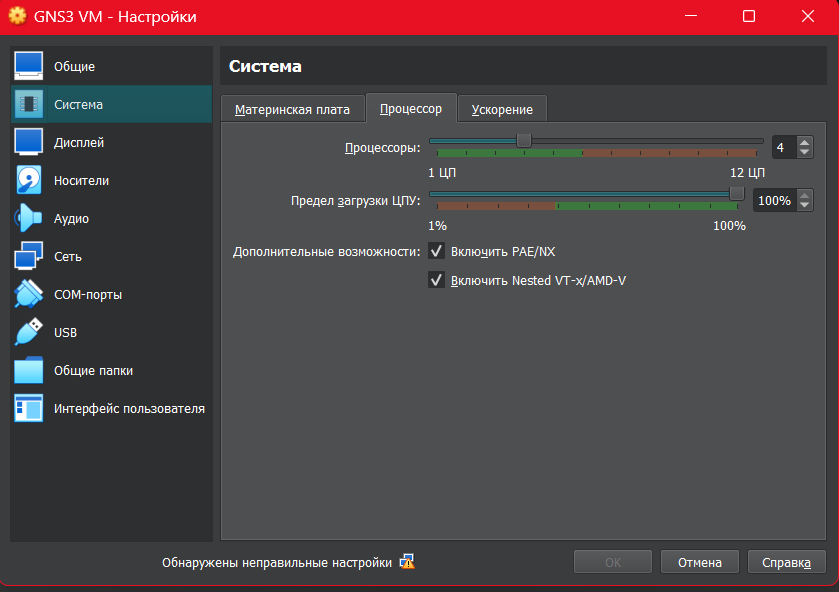 GNS3 VM - Настройки
Общие
Система
Дисплей
Носители
Аудио
Сеть
COM-порты
USB
Общие папки
Интерфейс пользователя
Система
Материнская плата
Процессор
Ускорение
Процессоры:
4
1 ЦП
12 ЦП
Предел загрузки ЦПУ:
100%
1%
100%
Дополнительные возможности:
Включить PAE/NX
Включить Nested VT-x/AMD-V
Обнаружены неправильные настройки
OK
Отмена
Справка